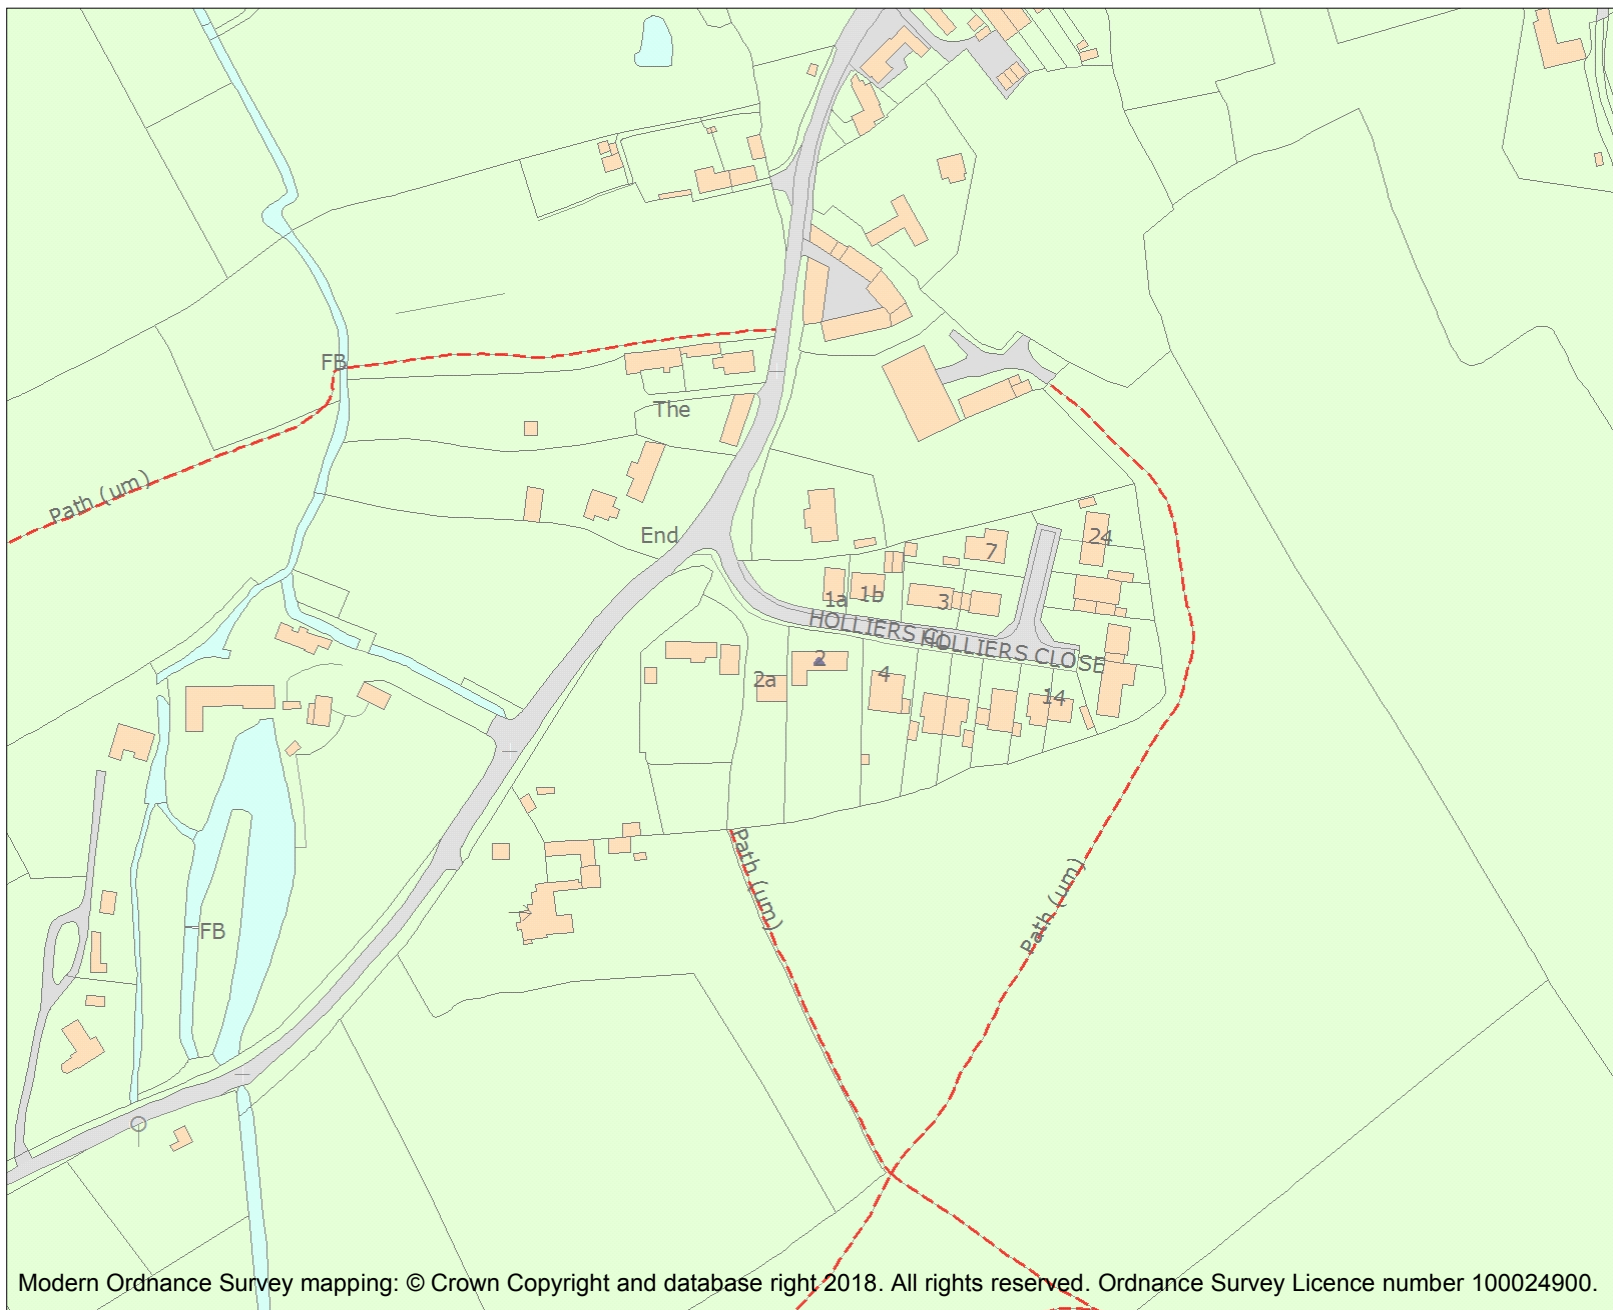 FB
The
Path (um)
End
7
24
1a
1b
3
HOLLIERS CL
HOLLIERS CLOSE
2
2a
4
14
Path (um)
Path (um)
FB
Modern Ordnance Survey mapping: © Crown Copyright and database right 2018. All rights reserved. Ordnance Survey Licence number 100024900.